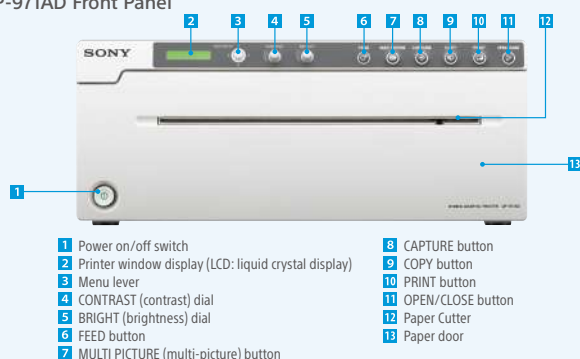 P-971AD Front Panel
2 3 4 5 6 7 8 9 10 11 12
SONY
13
1
1 Power on/off switch
2 Printer window display (LCD: liquid crystal display)
3 Menu lever
4 CONTRAST (contrast) dial
5 BRIGHT (brightness) dial
6 FEED button
7 MULTI PICTURE (multi-picture) button
8 CAPTURE button
9 COPY button
10 PRINT button
11 OPEN/CLOSE button
12 Paper Cutter
13 Paper door